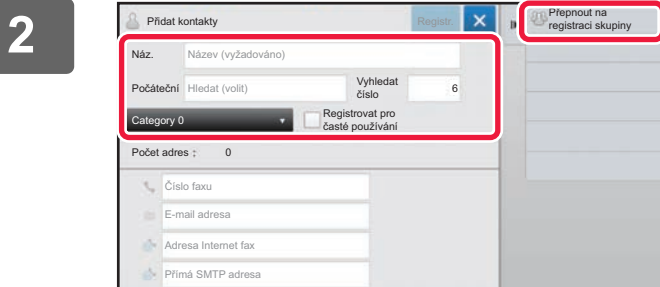 2
Přidat kontakty
Registr.
Přepnout na
registraci skupiny
Náz.
Název (vyžadováno)
Počáteční
Hledat (volit)
Vyhledat
číslo
6
Category 0
Registrovat pro
časté používání
Počet adres :
0
Číslo faxu
E-mail adresa
Adresa Internet fax
Přímá SMTP adresa